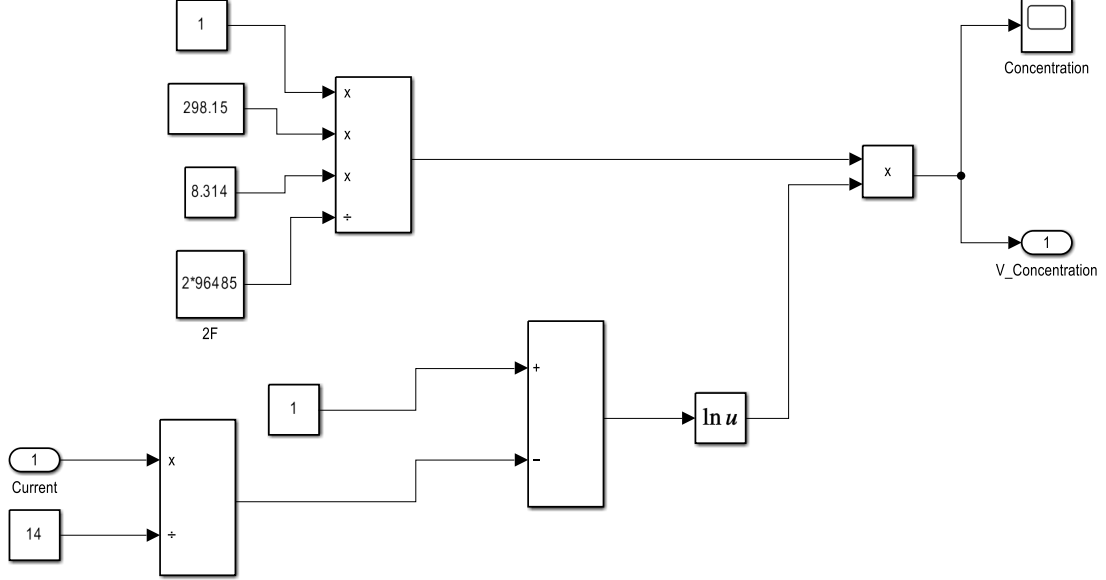 1
298.15
8.314
2*96485
2F
x
x
x
÷
x
Concentration
1
V_Concentration
1
+
−
ln u
1
Current
14
x
÷